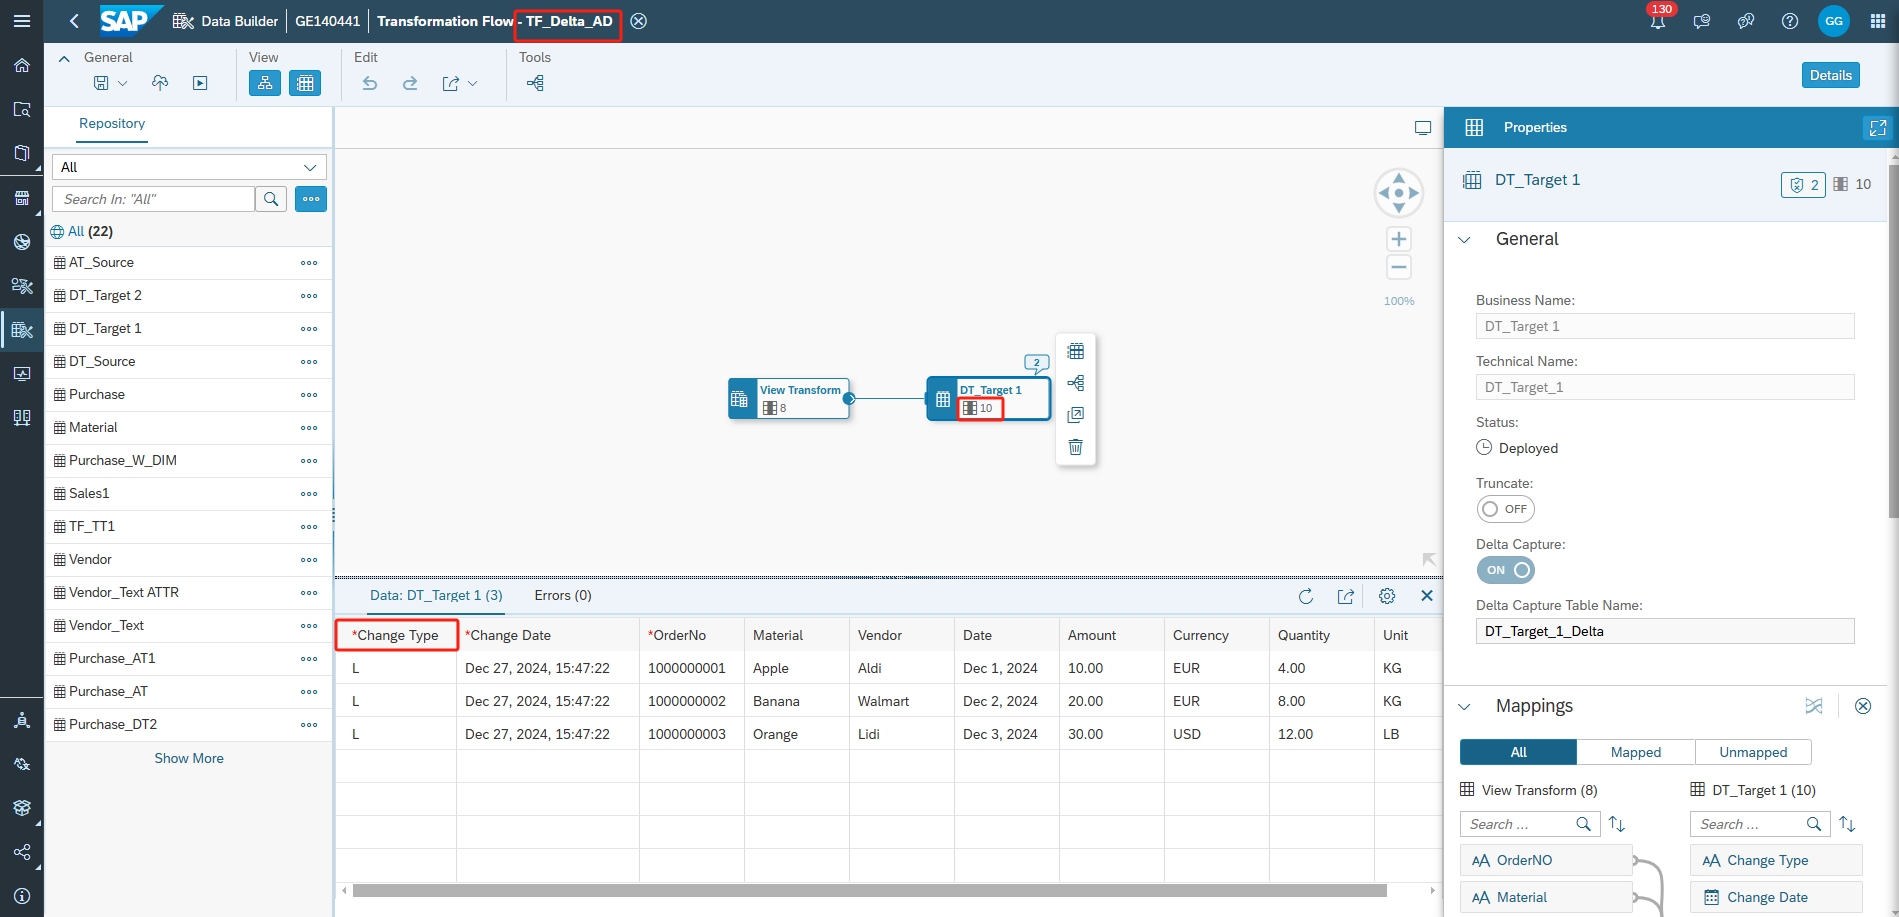 SAP Data Builder GE140441 Transformation Flow - TF_Delta_AD 130 GG
General View Edit Tools
Details
Repository
All
Search In: "All"
All (22)
AT_Source
DT_Target 2
DT_Target 1
DT_Source
Purchase
Material
Purchase_W_DIM
Sales1
TF_TT1
Vendor
Vendor_Text ATTR
Vendor_Text
Purchase_AT1
Purchase_AT
Purchase_DT2
Show More
100%
View Transform
8
2
DT_Target 1
10
Data: DT_Target 1 (3) Errors (0)
*Change Type *Change Date *OrderNo Material Vendor Date Amount Currency Quantity Unit
L Dec 27, 2024, 15:47:22 1000000001 Apple Aldi Dec 1, 2024 10.00 EUR 4.00 KG
L Dec 27, 2024, 15:47:22 1000000002 Banana Walmart Dec 2, 2024 20.00 EUR 8.00 KG
L Dec 27, 2024, 15:47:22 1000000003 Orange Lidi Dec 3, 2024 30.00 USD 12.00 LB
Properties
DT_Target 1 2 10
General
Business Name:
DT_Target 1
Technical Name:
DT_Target_1
Status:
Deployed
Truncate:
OFF
Delta Capture:
ON
Delta Capture Table Name:
DT_Target_1_Delta
Mappings
All Mapped Unmapped
View Transform (8) DT_Target 1 (10)
Search ... Search ...
AA OrderNO AA Change Type
AA Material Change Date